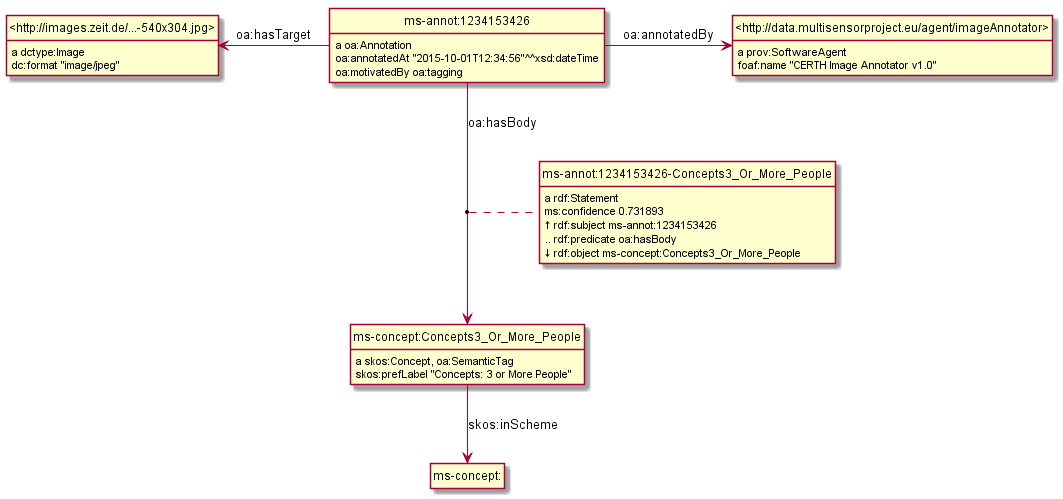 <http://images.zeit.de/...-540x304.jpg>
a dctype:Image
dc:format "image/jpeg"
oa:hasTarget
ms-annot:1234153426
a oa:Annotation
oa:annotatedAt "2015-10-01T12:34:56"^^xsd:dateTime
oa:motivatedBy oa:tagging
oa:annotatedBy
<http://data.multisensorproject.eu/agent/imageAnnotator>
a prov:SoftwareAgent
foaf:name "CERTH Image Annotator v1.0"
oa:hasBody
ms-annot:1234153426-Concepts3_Or_More_People
a rdf:Statement
ms:confidence 0.731893
↑ rdf:subject ms-annot:1234153426
.. rdf:predicate oa:hasBody
↓ rdf:object ms-concept:Concepts3_Or_More_People
ms-concept:Concepts3_Or_More_People
a skos:Concept, oa:SemanticTag
skos:prefLabel "Concepts: 3 or More People"
skos:inScheme
ms-concept: